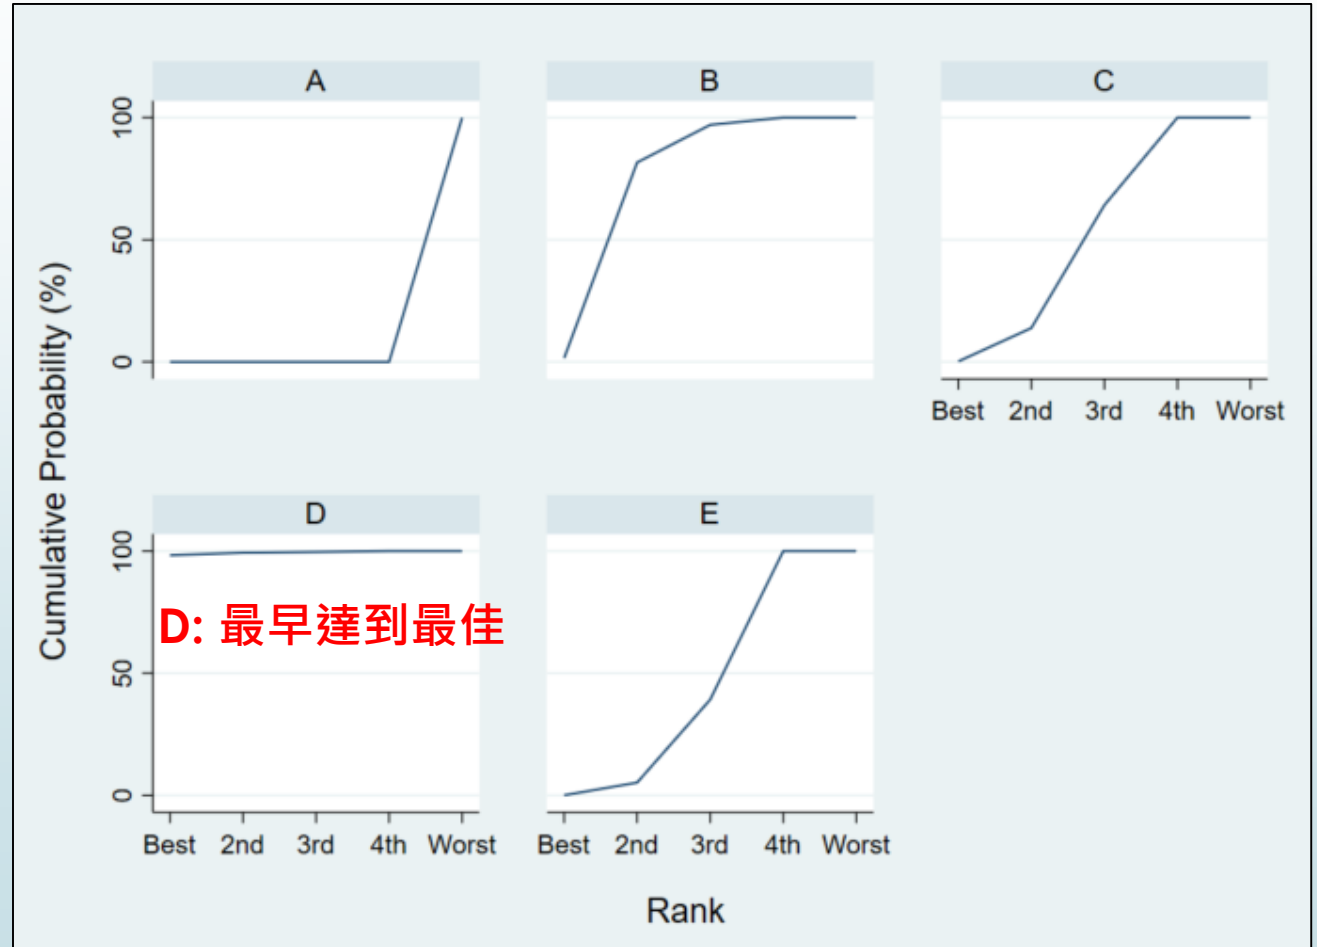 A
B
C
100
50
0
Best 2nd 3rd 4th Worst
Cumulative Probability (%)
D
E
100
50
0
D: 最早達到最佳
Best 2nd 3rd 4th Worst
Best 2nd 3rd 4th Worst
Rank